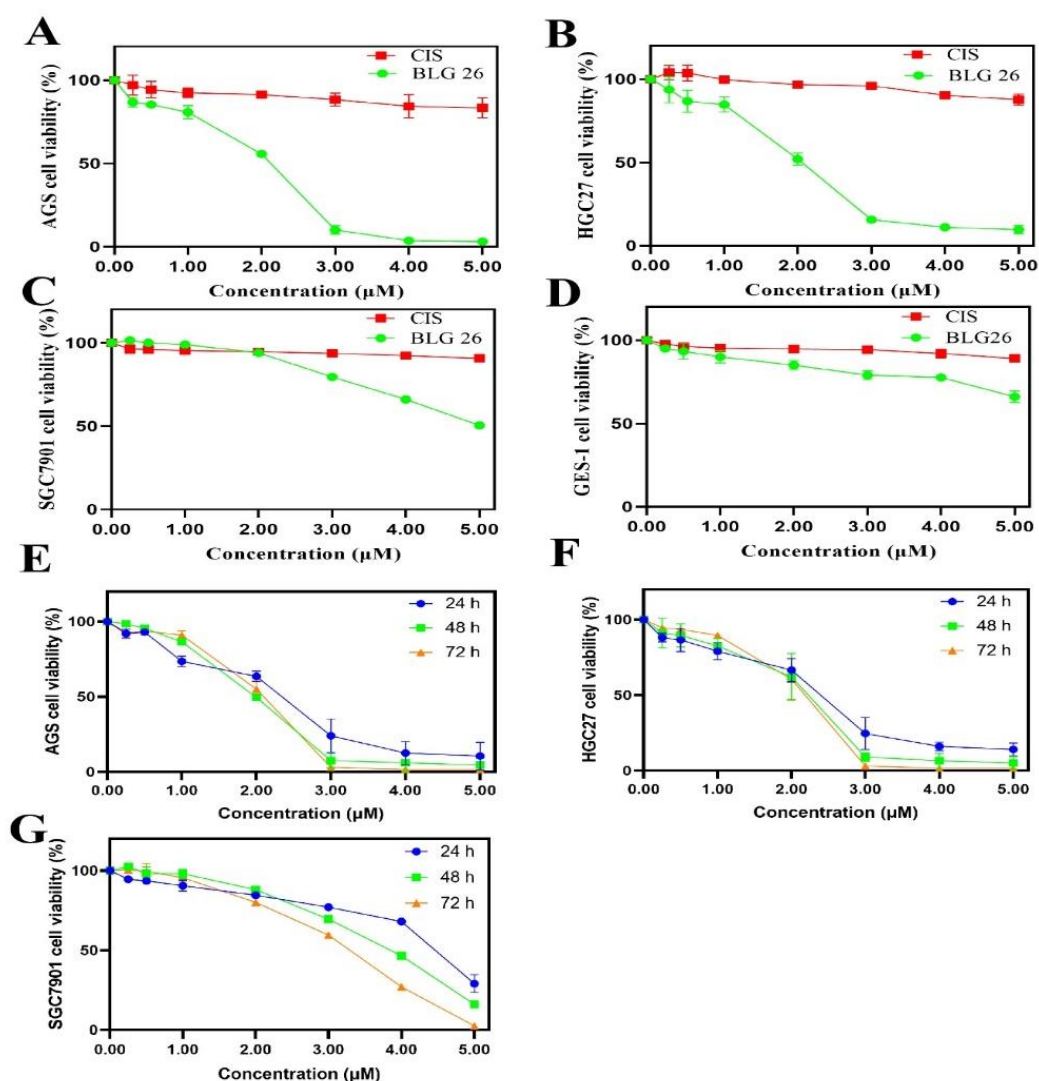 A
AGS cell viability (%)
CIS
BLG 26
100
50
0
0.00 1.00 2.00 3.00 4.00 5.00
Concentration (µM)
B
HGC27 cell viability (%)
CIS
BLG 26
100
50
0
0.00 1.00 2.00 3.00 4.00 5.00
Concentration (µM)
C
SGC7901 cell viability (%)
CIS
BLG 26
100
50
0
0.00 1.00 2.00 3.00 4.00 5.00
Concentration (µM)
D
GES-1 cell viability (%)
CIS
BLG26
100
50
0
0.00 1.00 2.00 3.00 4.00 5.00
Concentration (µM)
E
AGS cell viability (%)
24 h
48 h
72 h
100
50
0
0.00 1.00 2.00 3.00 4.00 5.00
Concentration (µM)
F
HGC27 cell viability (%)
24 h
48 h
72 h
100
50
0
0.00 1.00 2.00 3.00 4.00 5.00
Concentration (µM)
G
SGC7901 cell viability (%)
24 h
48 h
72 h
100
50
0
0.00 1.00 2.00 3.00 4.00 5.00
Concentration (µM)